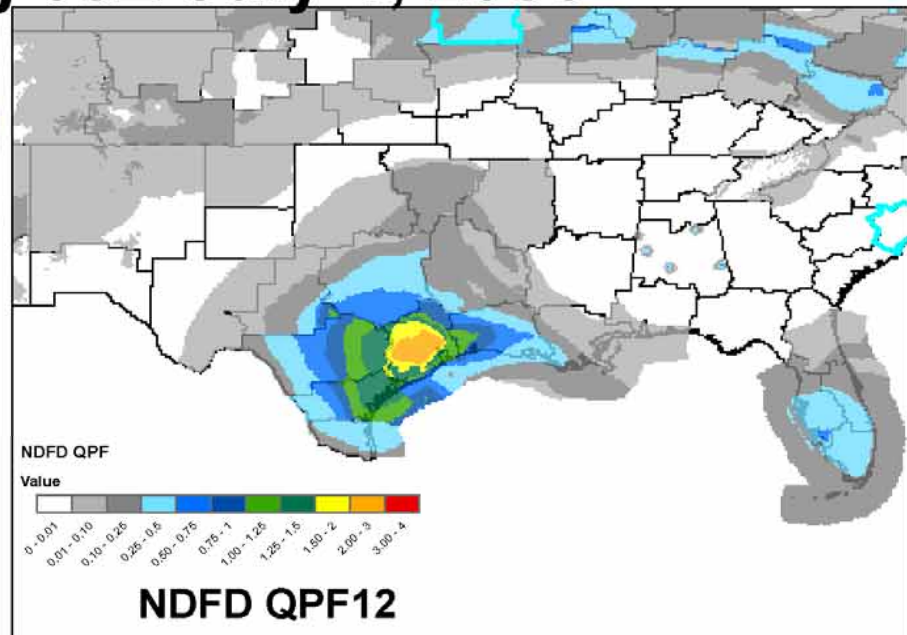 NDFD QPF
Value
0 - 0.01
0.01 - 0.10
0.10 - 0.25
0.25 - 0.5
0.50 - 0.75
0.75 - 1
1.00 - 1.25
1.25 - 1.5
1.50 - 2
2.00 - 3
3.00 - 4
NDFD QPF12